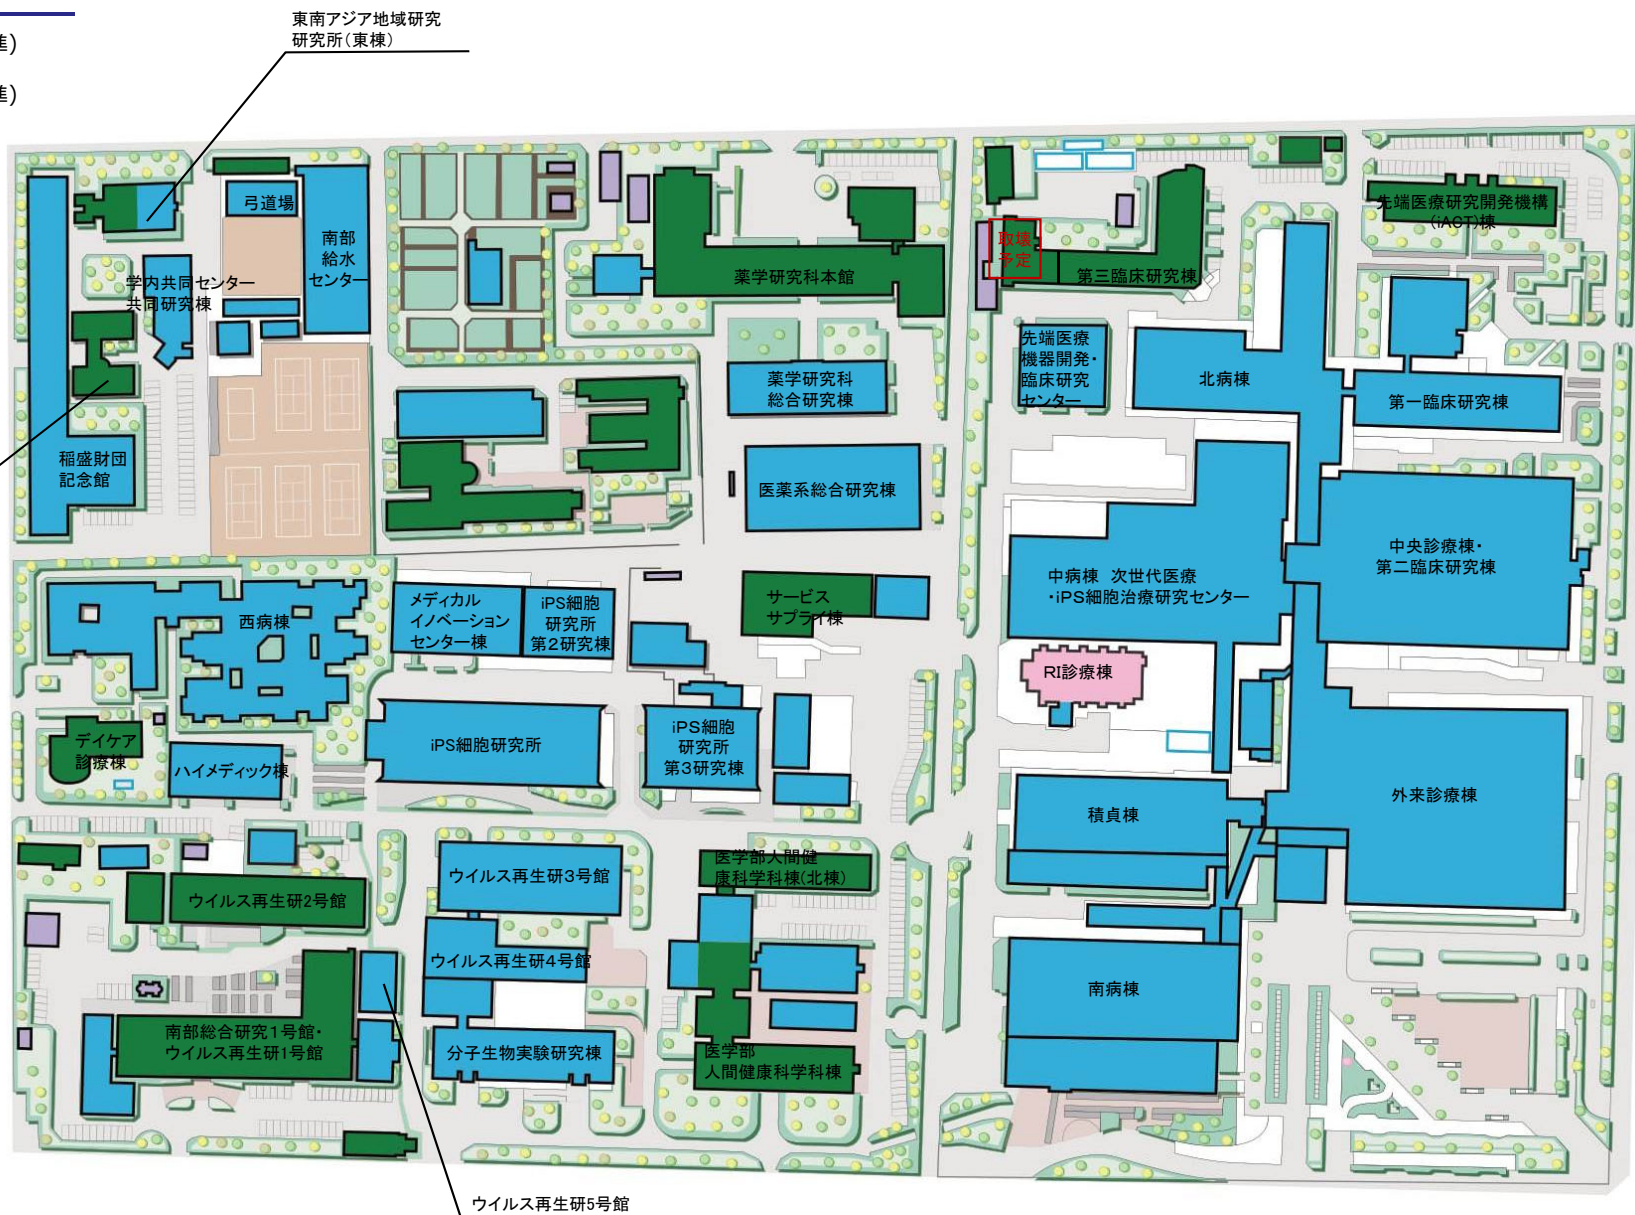 準)
準)
東南アジア地域研究
研究所(東棟)
弓道場
南部
給水
センター
学内共同センター
共同研究棟
稲盛財団
記念館
薬学研究科本館
取壊
予定
第三臨床研究棟
先端医療研究開発機構
(iACT)棟
先端医療
機器開発・
臨床研究
センター
薬学研究科
総合研究棟
北病棟
第一臨床研究棟
医薬系総合研究棟
中央診療棟・
第二臨床研究棟
中病棟 次世代医療
・iPS細胞治療研究センター
西病棟
メディカル
イノベーション
センター棟
iPS細胞
研究所
第2研究棟
サービス
サプライ棟
RI診療棟
デイケア
診療棟
ハイメディック棟
iPS細胞研究所
iPS細胞
研究所
第3研究棟
積貞棟
外来診療棟
ウイルス再生研2号館
ウイルス再生研3号館
医学部人間健
康科学科棟(北棟)
ウイルス再生研4号館
南病棟
南部総合研究1号館・
ウイルス再生研1号館
分子生物実験研究棟
医学部
人間健康科学科棟
ウイルス再生研5号館